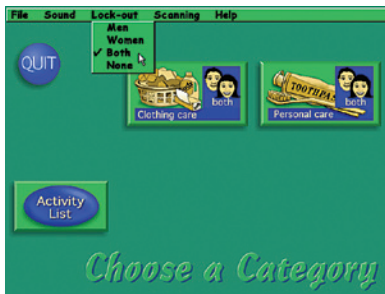 File Sound Lock-out Scanning Help
Men
Women
✓ Both
None
QUIT
both
Clothing care
TOOTHPAS
both
Personal care
Activity
List
Choose a Category